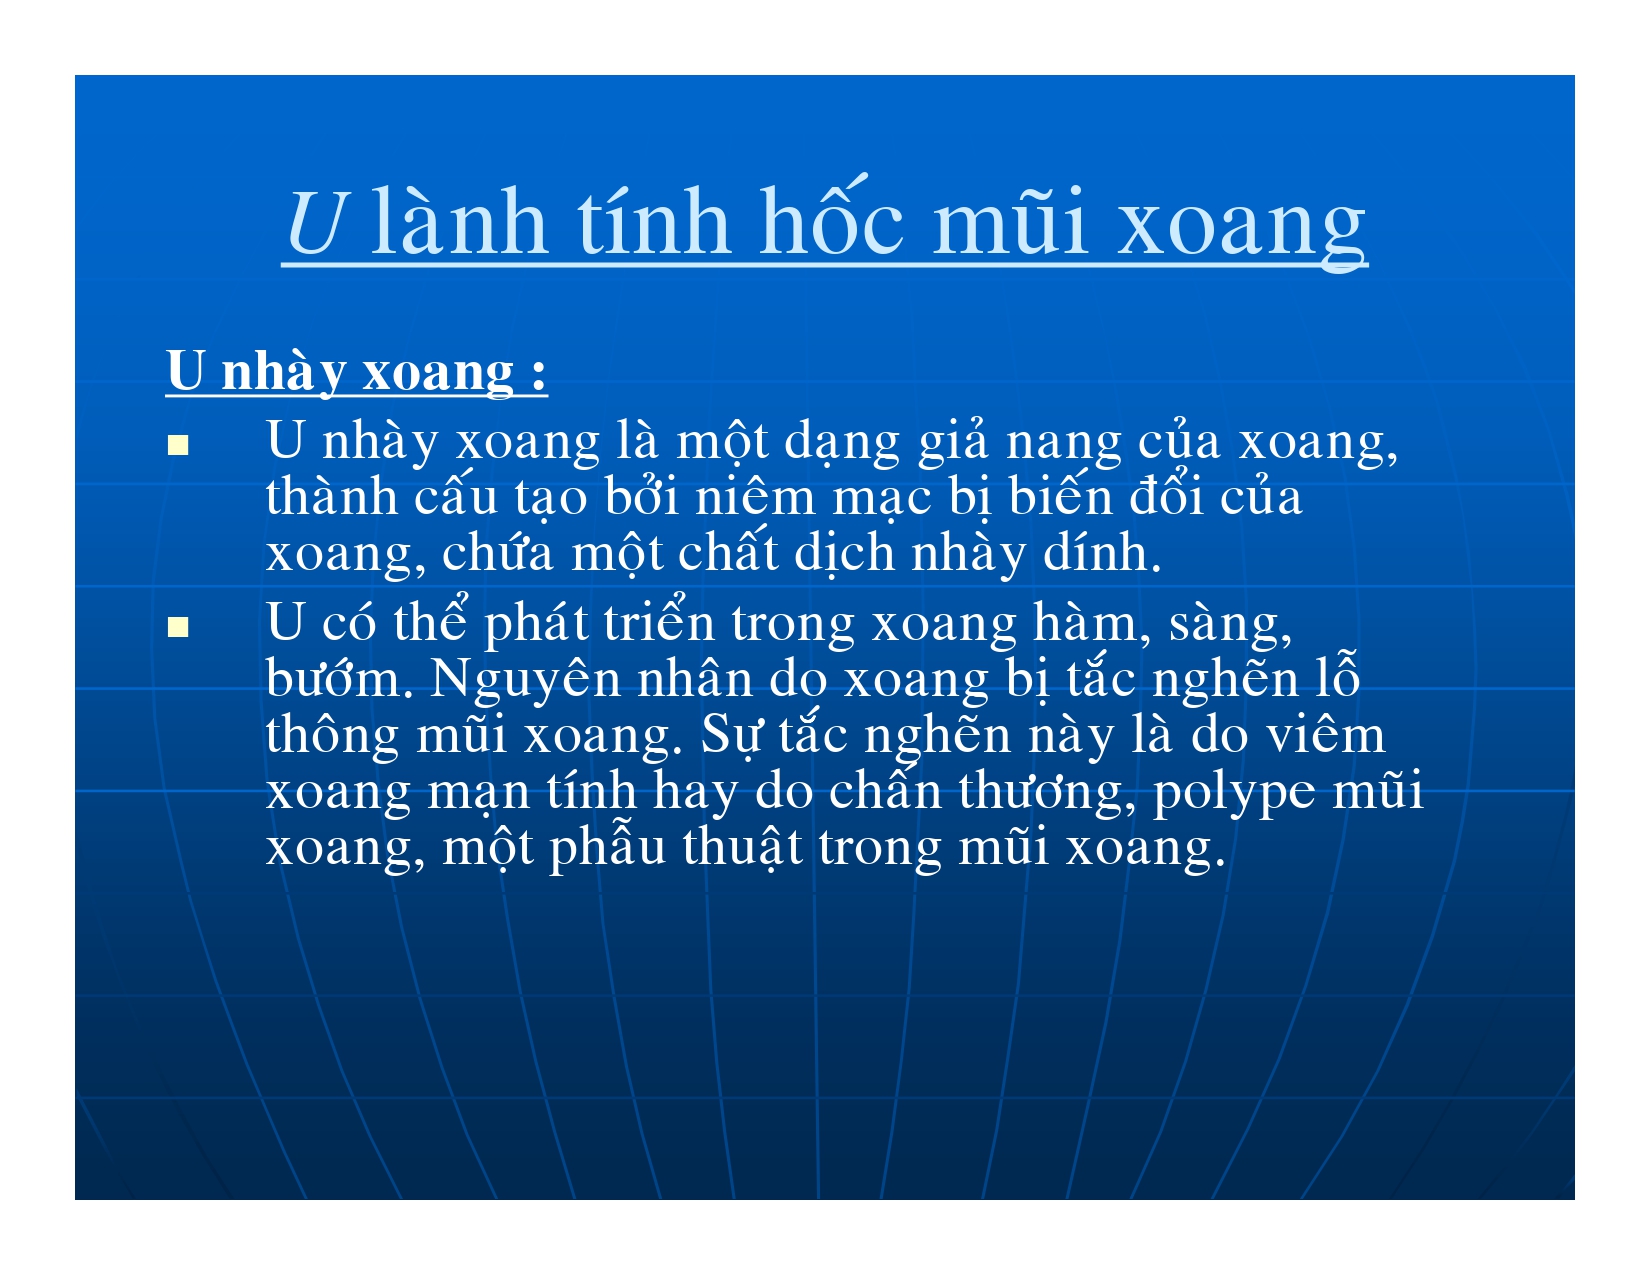 U lành tính hốc mũi xoang
U nhày xoang :
U nhày xoang là một dạng giả nang của xoang,
thành cấu tạo bởi niêm mạc bị biến đổi của
xoang, chứa một chất dịch nhày dính.
U có thể phát triển trong xoang hàm, sàng,
bướm. Nguyên nhân do xoang bị tắc nghẽn lỗ
thông mũi xoang. Sự tắc nghẽn này là do viêm
xoang mạn tính hay do chấn thương, polype mũi
xoang, một phẫu thuật trong mũi xoang.